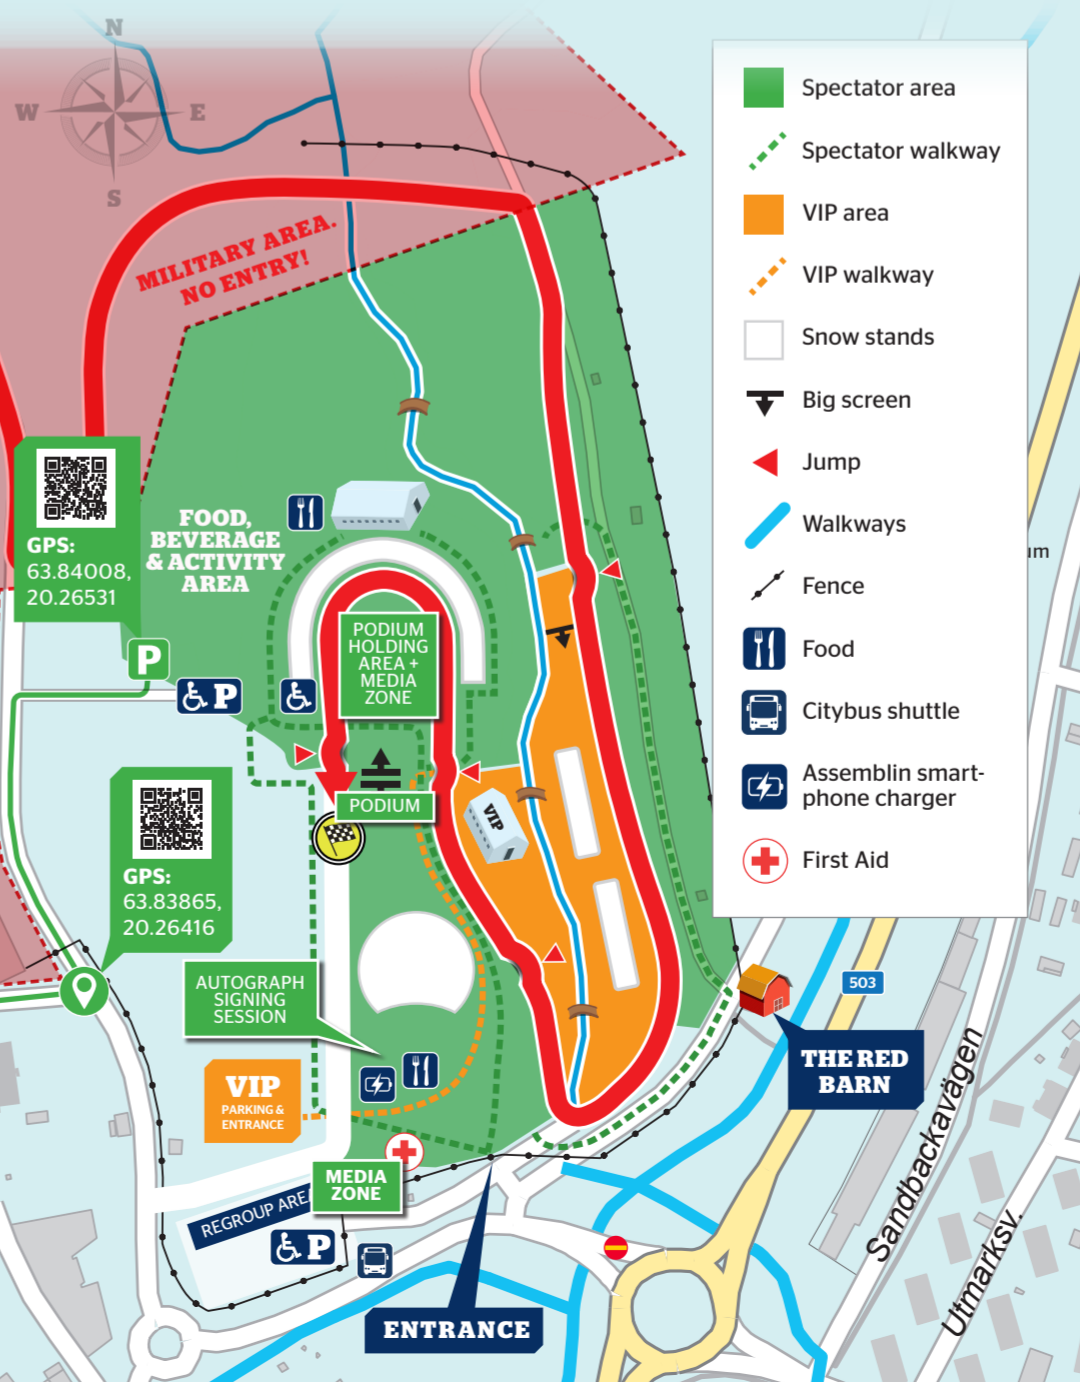 N
W
E
S
MILITARY AREA.
NO ENTRY!
Spectator area
Spectator walkway
VIP area
VIP walkway
Snow stands
Big screen
Jump
Walkways
Fence
Food
Citybus shuttle
Assemblin smart-
phone charger
First Aid
GPS:
63.84008,
20.26531
FOOD,
BEVERAGE
& ACTIVITY
AREA
P
P
PODIUM
HOLDING
AREA +
MEDIA
ZONE
PODIUM
VIP
GPS:
63.83865,
20.26416
AUTOGRAPH
SIGNING
SESSION
VIP
PARKING &
ENTRANCE
MEDIA
ZONE
REGROUP AREA
P
ENTRANCE
THE RED
BARN
503
Sandbackavägen
Utmarksv.
um